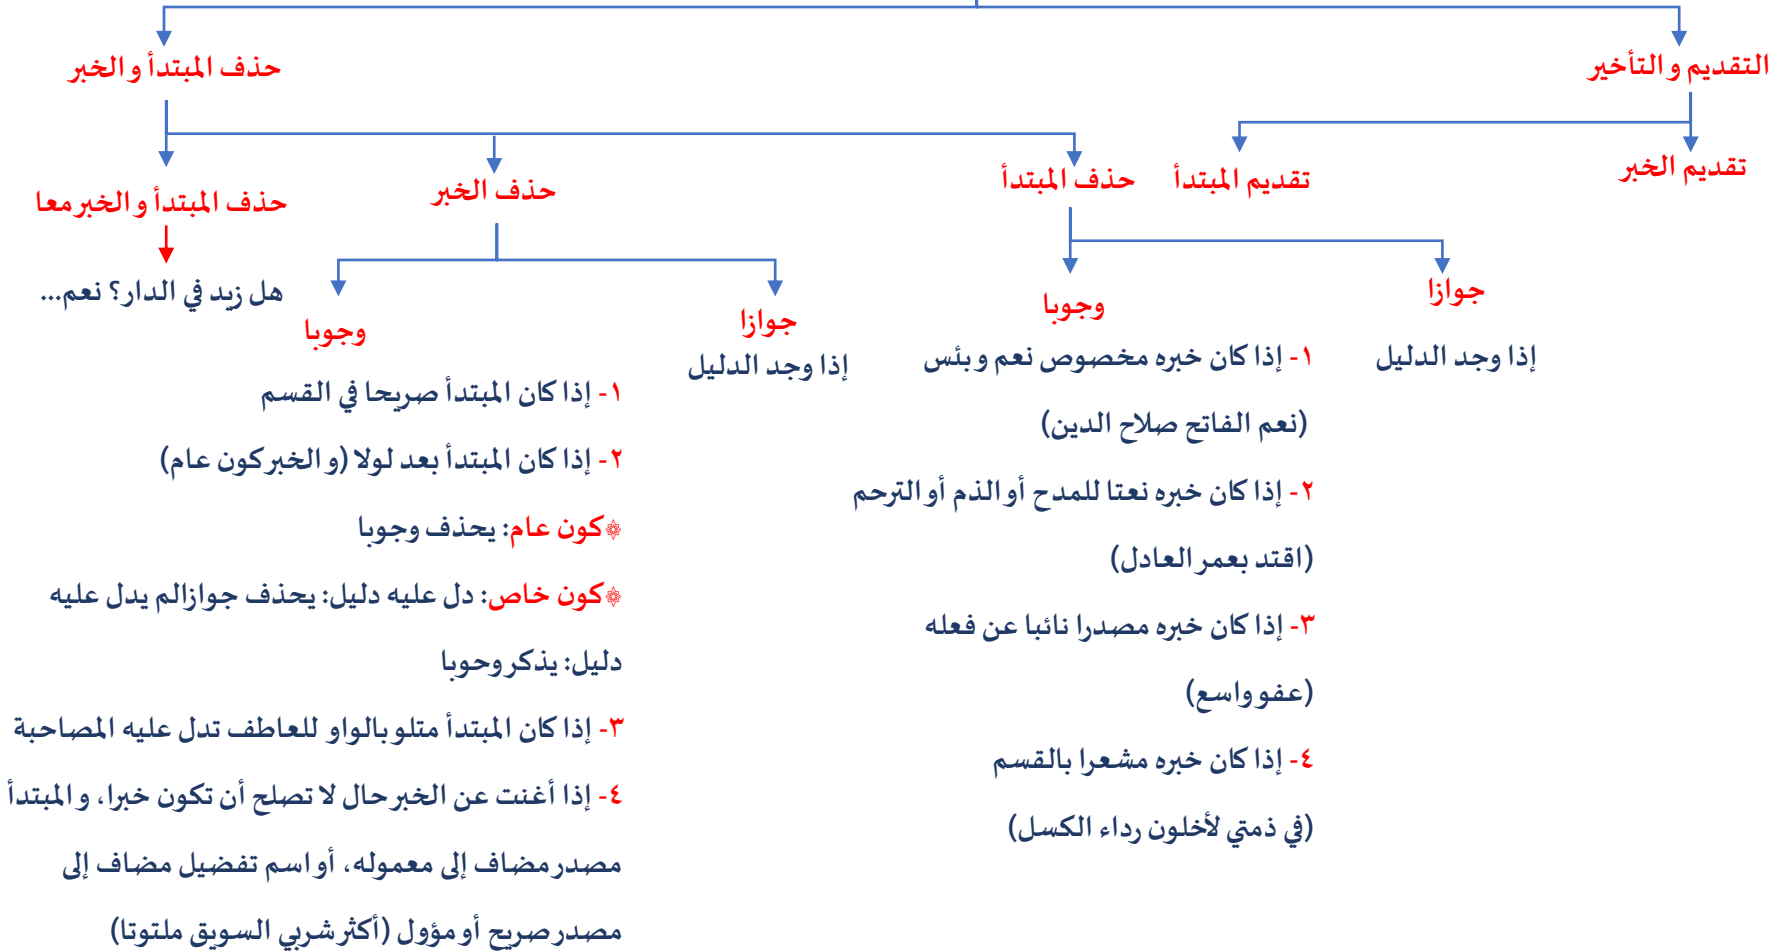 التقديم و التأخير
حذف المبتدأ و الخبر
تقديم الخبر
تقديم المبتدأ
حذف المبتدأ
حذف الخبر
حذف المبتدأ و الخبر معا
جوازا
إذا وجد الدليل
وجوبا
١- إذا كان خبره مخصوص نعم و بئس
(نعم الفاتح صلاح الدين)
٢- إذا كان خبره نعتا للمدح أو الذم أو الترحم
(اقتد بعمر العادل)
٣- إذا كان خبره مصدرا نائبا عن فعله
(عفو واسع)
٤- إذا كان خبره مشعرا بالقسم
(في ذمتي لأخلون رداء الكسل)
جوازا
إذا وجد الدليل
وجوبا
١- إذا كان المبتدأ صريحا في القسم
٢- إذا كان المبتدأ بعد لولا (و الخبر كون عام)
۞كون عام: يحذف وجوبا
۞كون خاص: دل عليه دليل: يحذف جوازالم يدل عليه
دليل: يذكر وحوبا
٣- إذا كان المبتدأ متلو بالواو للعاطف تدل عليه المصاحبة
٤- إذا أغنت عن الخبر حال لا تصلح أن تكون خبرا، و المبتدأ
مصدر مضاف إلى معموله، أو اسم تفضيل مضاف إلى
مصدر صريح أو مؤول (أكثر شربي السويق ملتوتا)
هل زيد في الدار؟ نعم...